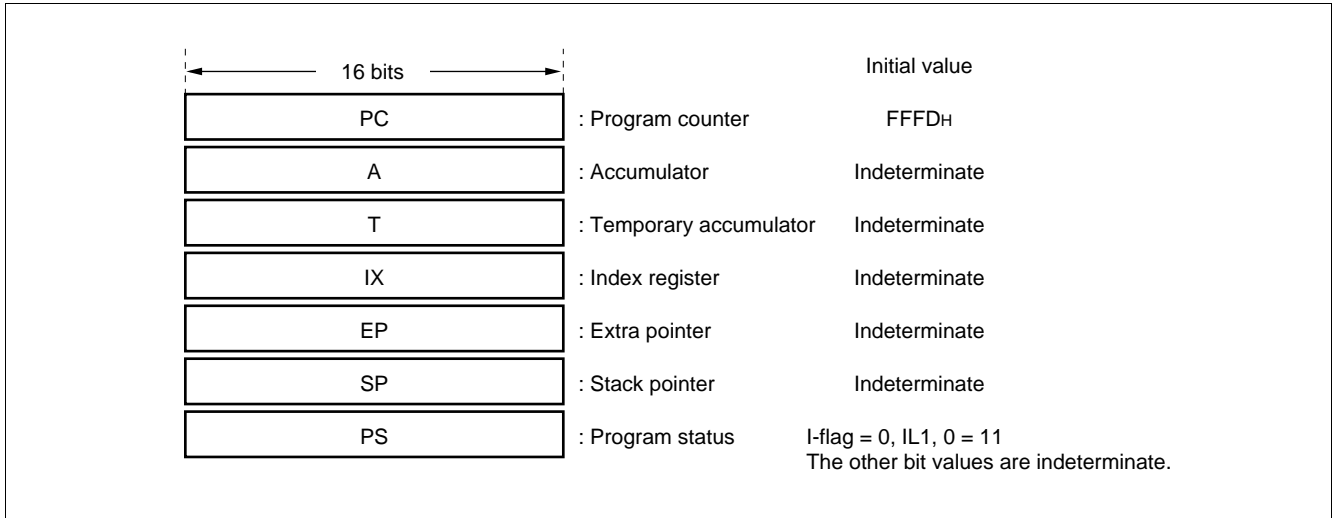 16 bits Initial value
PC : Program counter FFFDH
A : Accumulator Indeterminate
T : Temporary accumulator Indeterminate
IX : Index register Indeterminate
EP : Extra pointer Indeterminate
SP : Stack pointer Indeterminate
PS : Program status I-flag = 0, IL1, 0 = 11
The other bit values are indeterminate.